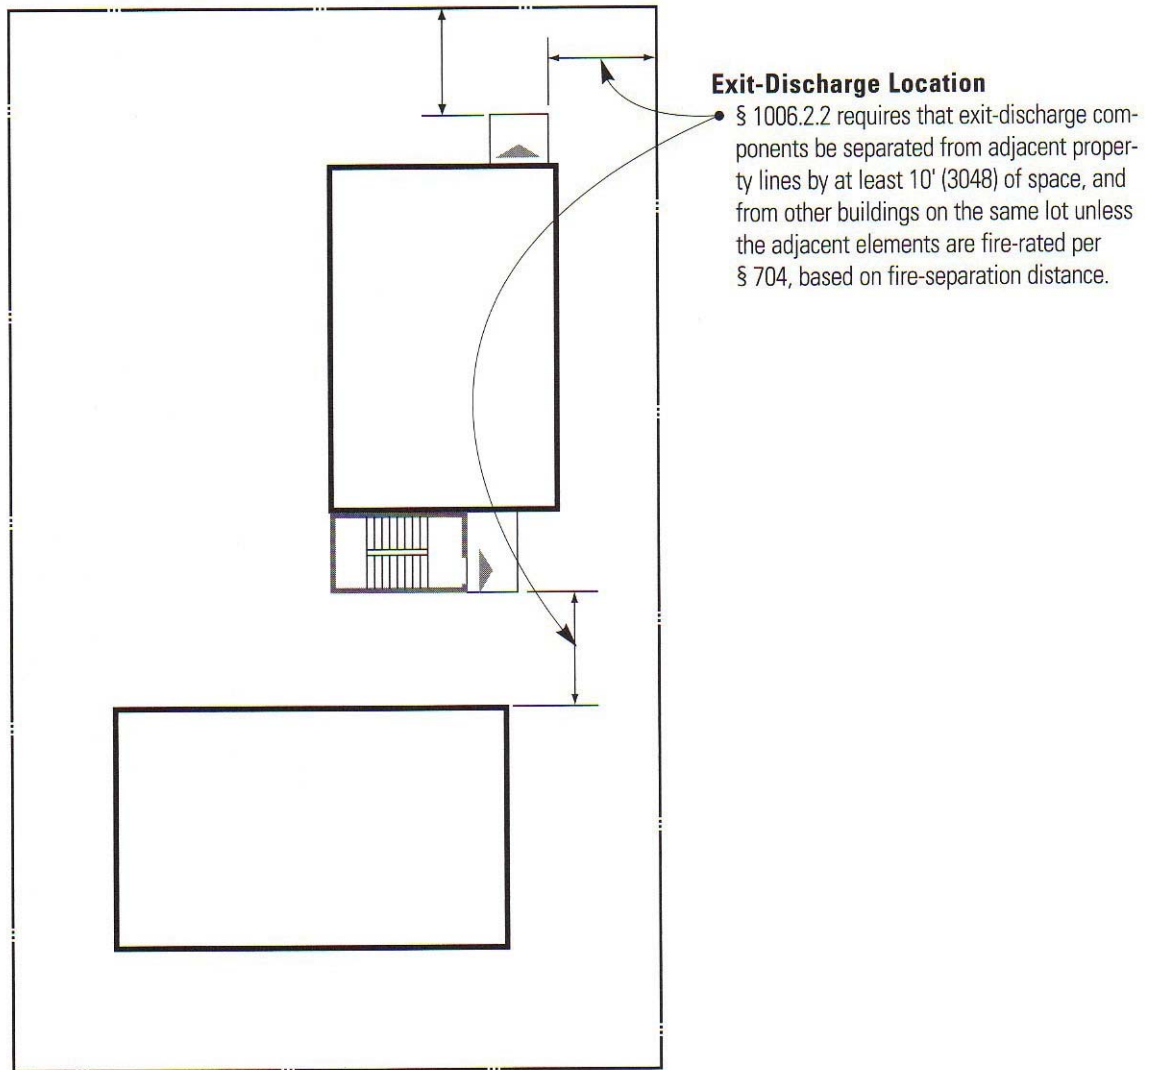 Exit-Discharge Location
• § 1006.2.2 requires that exit-discharge com-
ponents be separated from adjacent proper-
ty lines by at least 10' (3048) of space, and
from other buildings on the same lot unless
the adjacent elements are fire-rated per
§ 704, based on fire-separation distance.